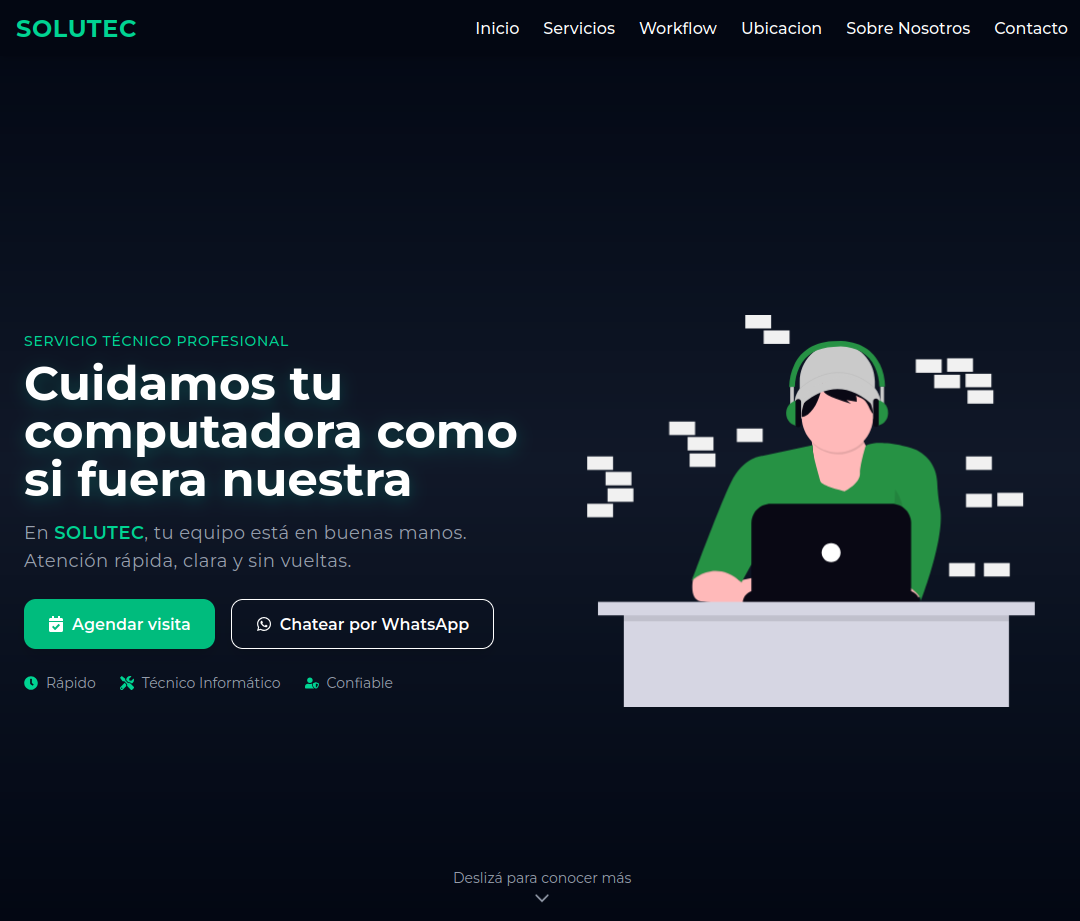 SOLUTEC
Inicio Servicios Workflow Ubicacion Sobre Nosotros Contacto
SERVICIO TÉCNICO PROFESIONAL
Cuidamos tu
computadora como
si fuera nuestra
En SOLUTEC, tu equipo está en buenas manos.
Atención rápida, clara y sin vueltas.
Agendar visita
Chatear por WhatsApp
Rápido Técnico Informático Confiable
Deslizá para conocer más